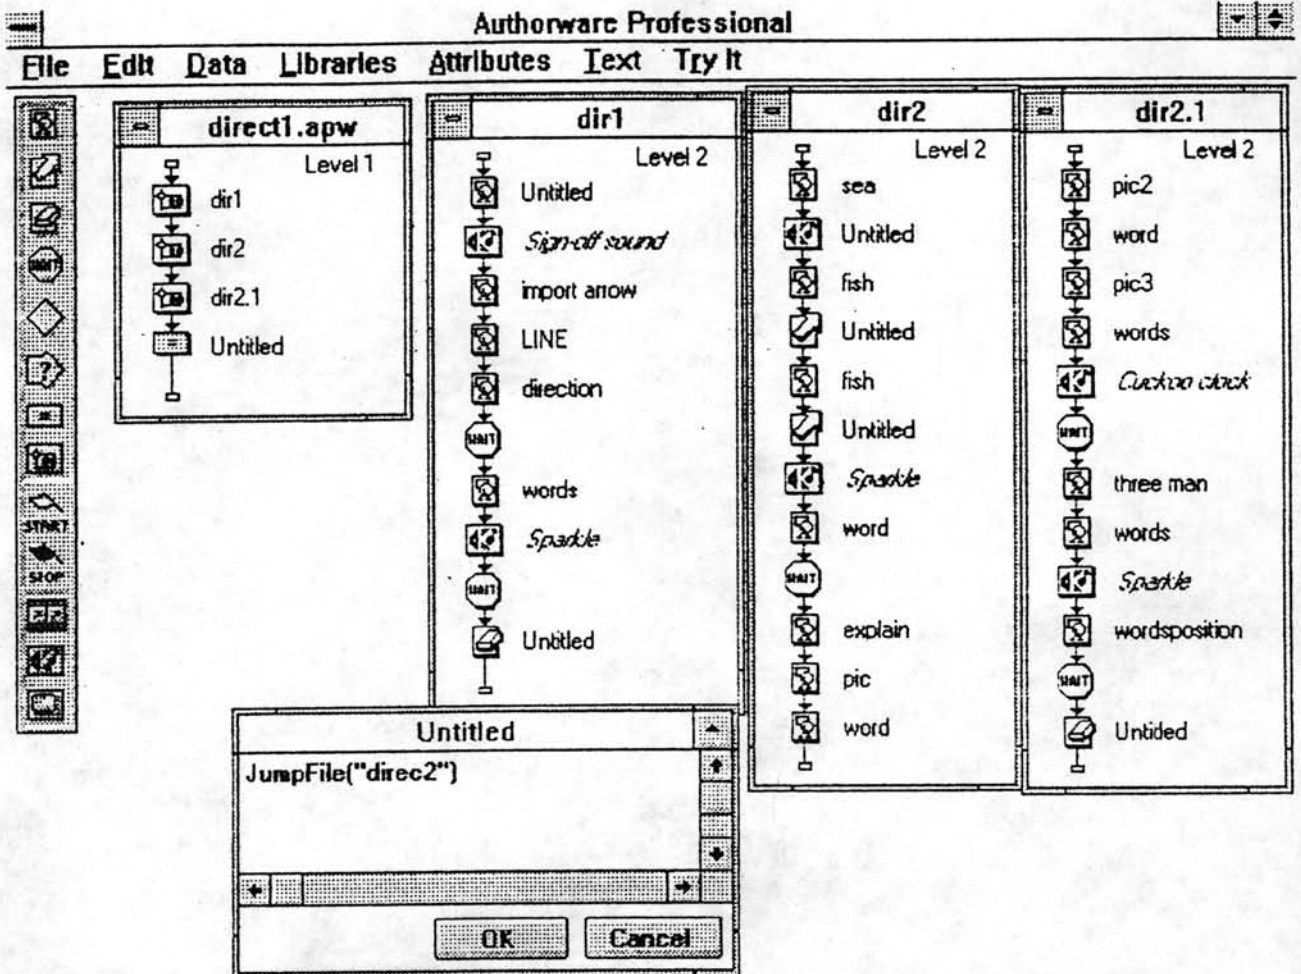 Authorware Professional
File Edit Data Libraries Attributes Text Try It
WAIT
START
STOP
direct1.apw
Level 1
dir1
dir2
dir2.1
Untitled
dir1
Level 2
Untitled
Sign-off sound
import arrow
LINE
direction
WAIT
words
Sparkle
WAIT
Untitled
dir2
Level 2
sea
Untitled
fish
Untitled
fish
Untitled
Sparkle
word
WAIT
explain
pic
word
dir2.1
Level 2
pic2
word
pic3
words
Cuckoo clock
WAIT
three man
words
Sparkle
wordsposition
WAIT
Untitled
Untitled
JumpFile("direc2")
OK Cancel